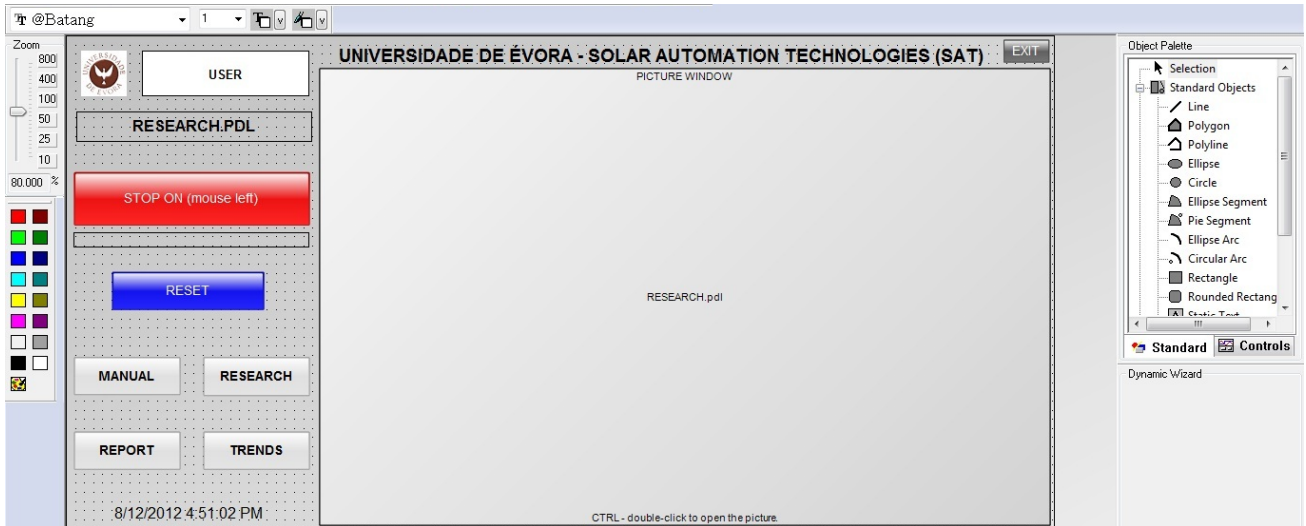 @Batang
1
Zoom
800
400
100
50
25
10
80.000 %
USER
RESEARCH.PDL
STOP ON (mouse left)
RESET
MANUAL
RESEARCH
REPORT
TRENDS
8/12/2012 4:51:02 PM
UNIVERSIDADE DE ÉVORA - SOLAR AUTOMATION TECHNOLOGIES (SAT)
EXIT
PICTURE WINDOW
RESEARCH.pdl
CTRL - double-click to open the picture.
Object Palette
Selection
Standard Objects
Line
Polygon
Polyline
Ellipse
Circle
Ellipse Segment
Pie Segment
Ellipse Arc
Circular Arc
Rectangle
Rounded Rectang
Static Text
Standard
Controls
Dynamic Wizard